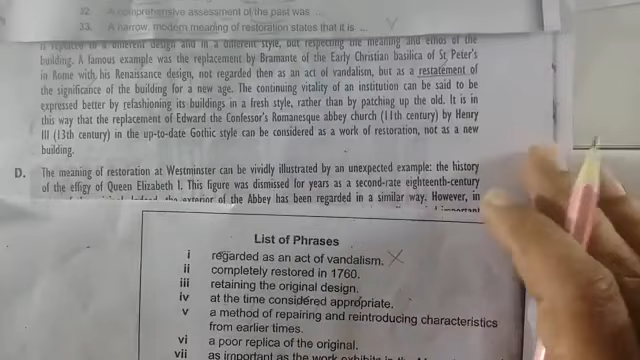 32. A comprehensive assessment of the past was ...
33. A narrow, modern meaning of restoration states that it is ...
it replaced to a different design and in a different style, but respecting the meaning and ethos of the
building. A famous example was the replacement by Bramante of the Early Christian basilica of St Peter's
in Rome with his Renaissance design, not regarded then as an act of vandalism, but as a restatement of
the significance of the building for a new age. The continuing vitality of an institution can be said to be
expressed better by refashioning its buildings in a fresh style, rather than by patching up the old. It is in
this way that the replacement of Edward the Confessor's Romanesque abbey church (11th century) by Henry
III (13th century) in the up-to-date Gothic style can be considered as a work of restoration, not as a new
building.
D. The meaning of restoration at Westminster can be vividly illustrated by an unexpected example: the history
of the effigy of Queen Elizabeth I. This figure was dismissed for years as a second-rate eighteenth-century
Indeed, the exterior of the Abbey has been regarded in a similar way. However, in
important
List of Phrases
i regarded as an act of vandalism.
ii completely restored in 1760.
iii retaining the original design.
iv at the time considered appropriate.
v a method of repairing and reintroducing characteristics
from earlier times.
vi a poor replica of the original.
vii as important as the work exhibits in the